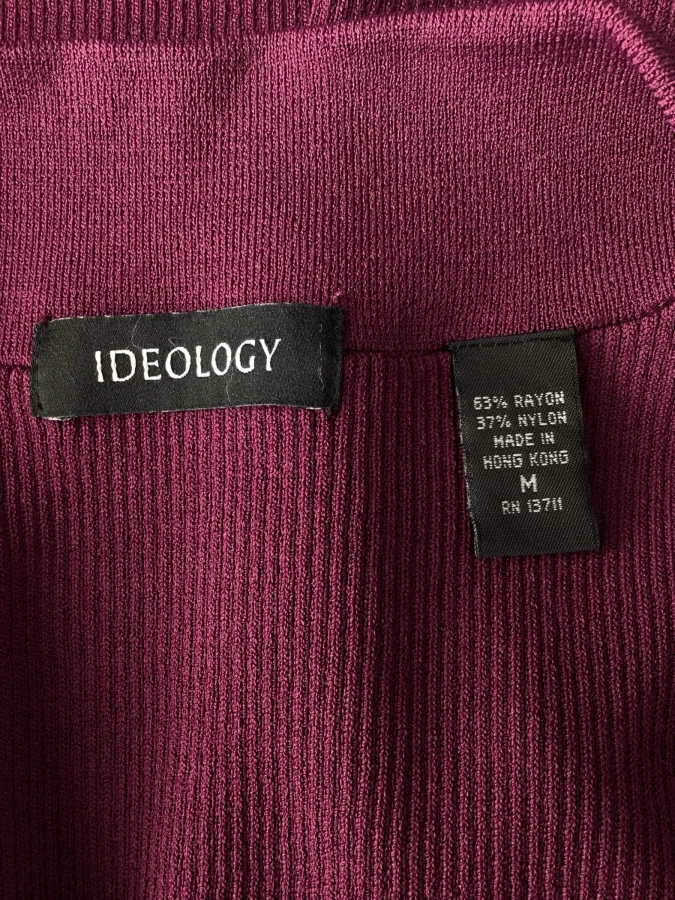 IDEOLOGY
63% RAYON
37% NYLON
MADE IN
HONG KONG
M
RN 13711